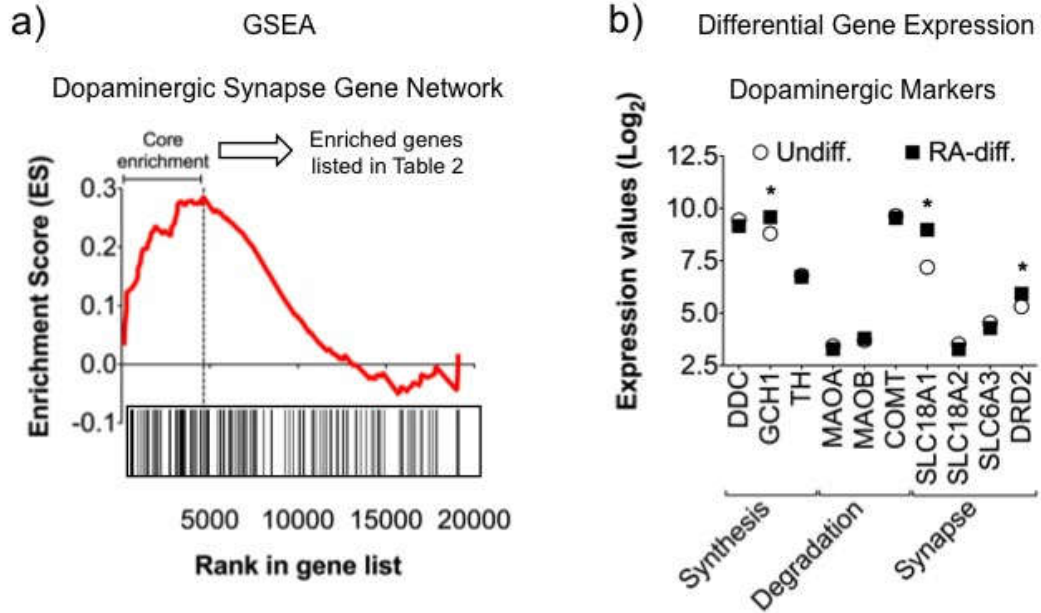 a)
GSEA
Dopaminergic Synapse Gene Network
Core
enrichment
Enriched genes
listed in Table 2
Enrichment Score (ES)
0.3
0.2
0.1
0.0
-0.1
5000 10000 15000 20000
Rank in gene list
b)
Differential Gene Expression
Dopaminergic Markers
Undiff. RA-diff.
Expression values (Log2)
12.5
10.0
7.5
5.0
2.5
* * *
DDC
GCH1
TH
MAOA
MAOB
COMT
SLC18A1
SLC18A2
SLC6A3
DRD2
Synthesis
Degradation
Synapse